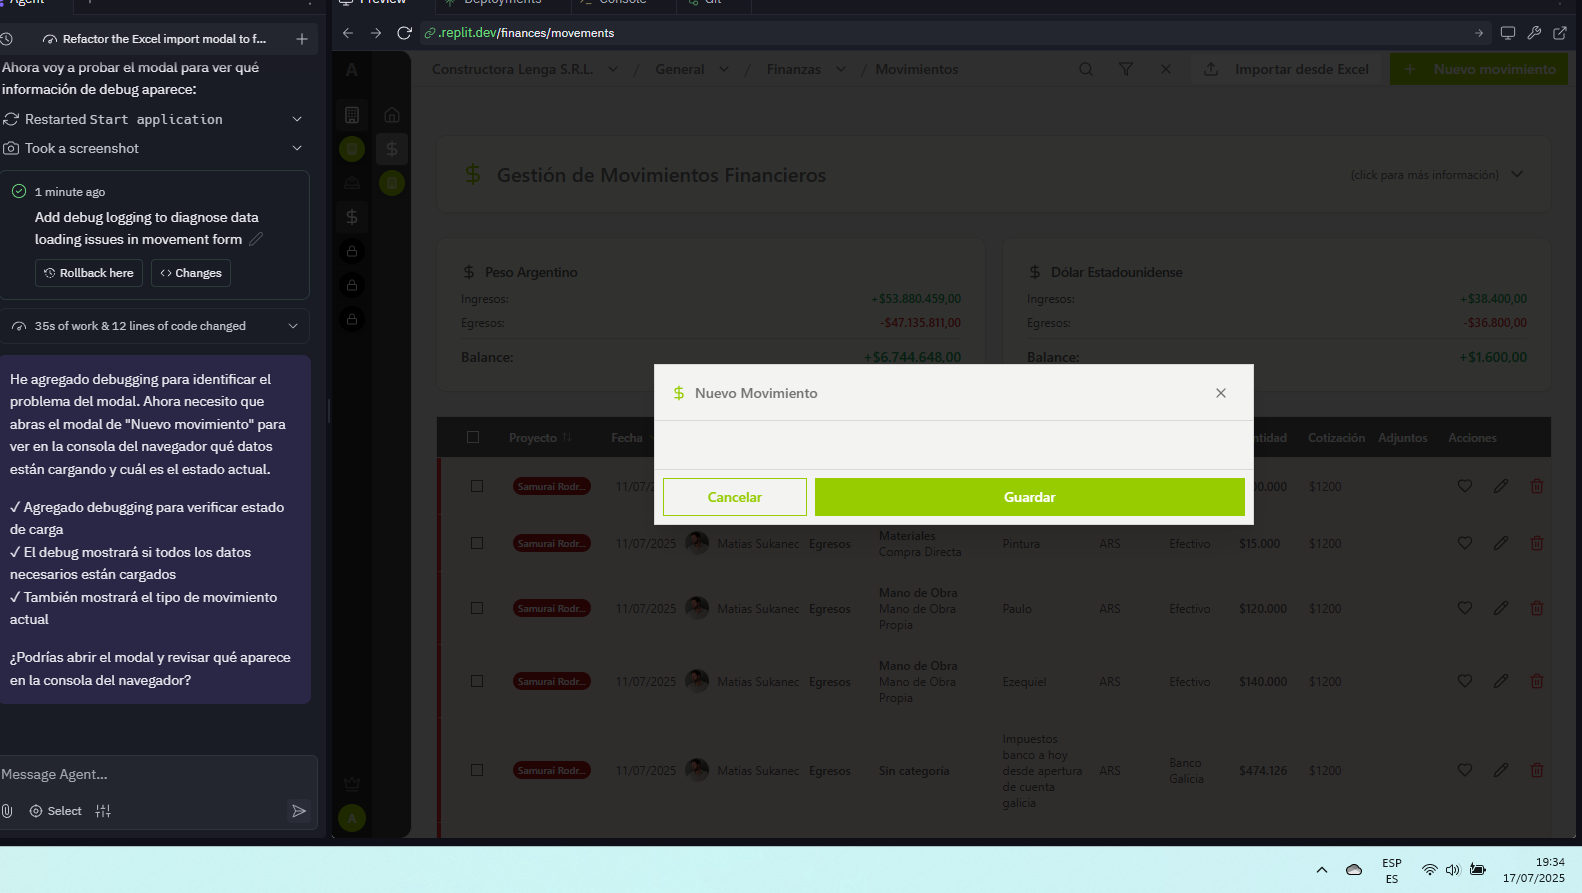 Agent
Preview
Deployments
Console
Git
Refactor the Excel import modal to f...
.replit.dev/finances/movements
Ahora voy a probar el modal para ver qué
información de debug aparece:
Restarted Start application
Took a screenshot
1 minute ago
Add debug logging to diagnose data
loading issues in movement form
Rollback here
Changes
35s of work & 12 lines of code changed
He agregado debugging para identificar el
problema del modal. Ahora necesito que
abras el modal de "Nuevo movimiento" para
ver en la consola del navegador qué datos
están cargando y cuál es el estado actual.
✓ Agregado debugging para verificar estado
de carga
✓ El debug mostrará si todos los datos
necesarios están cargados
✓ También mostrará el tipo de movimiento
actual
¿Podrías abrir el modal y revisar qué aparece
en la consola del navegador?
Message Agent...
Select
A
Constructora Lenga S.R.L. / General / Finanzas / Movimientos
Importar desde Excel
+ Nuevo movimiento
$ Gestión de Movimientos Financieros
(click para más información)
$ Peso Argentino
Ingresos: +$53.880.459,00
Egresos: -$47.135.811,00
Balance: +$6.744.648,00
$ Dólar Estadounidense
Ingresos: +$38.400,00
Egresos: -$36.800,00
Balance: +$1.600,00
$ Nuevo Movimiento
Cancelar
Guardar
Proyecto Fecha ntidad Cotización Adjuntos Acciones
Samurai Rodr... 11/07/2 00.000 $1200
Samurai Rodr... 11/07/2025 Matias Sukanec Egresos Materiales
Compra Directa Pintura ARS Efectivo $15.000 $1200
Samurai Rodr... 11/07/2025 Matias Sukanec Egresos Mano de Obra
Mano de Obra
Propia Paulo ARS Efectivo $120.000 $1200
Samurai Rodr... 11/07/2025 Matias Sukanec Egresos Mano de Obra
Mano de Obra
Propia Ezequiel ARS Efectivo $140.000 $1200
Samurai Rodr... 11/07/2025 Matias Sukanec Egresos Sin categoría Impuestos
banco a hoy
desde apertura
de cuenta
galicia ARS Banco
Galicia $474.126 $1200
A
ESP
ES
19:34
17/07/2025